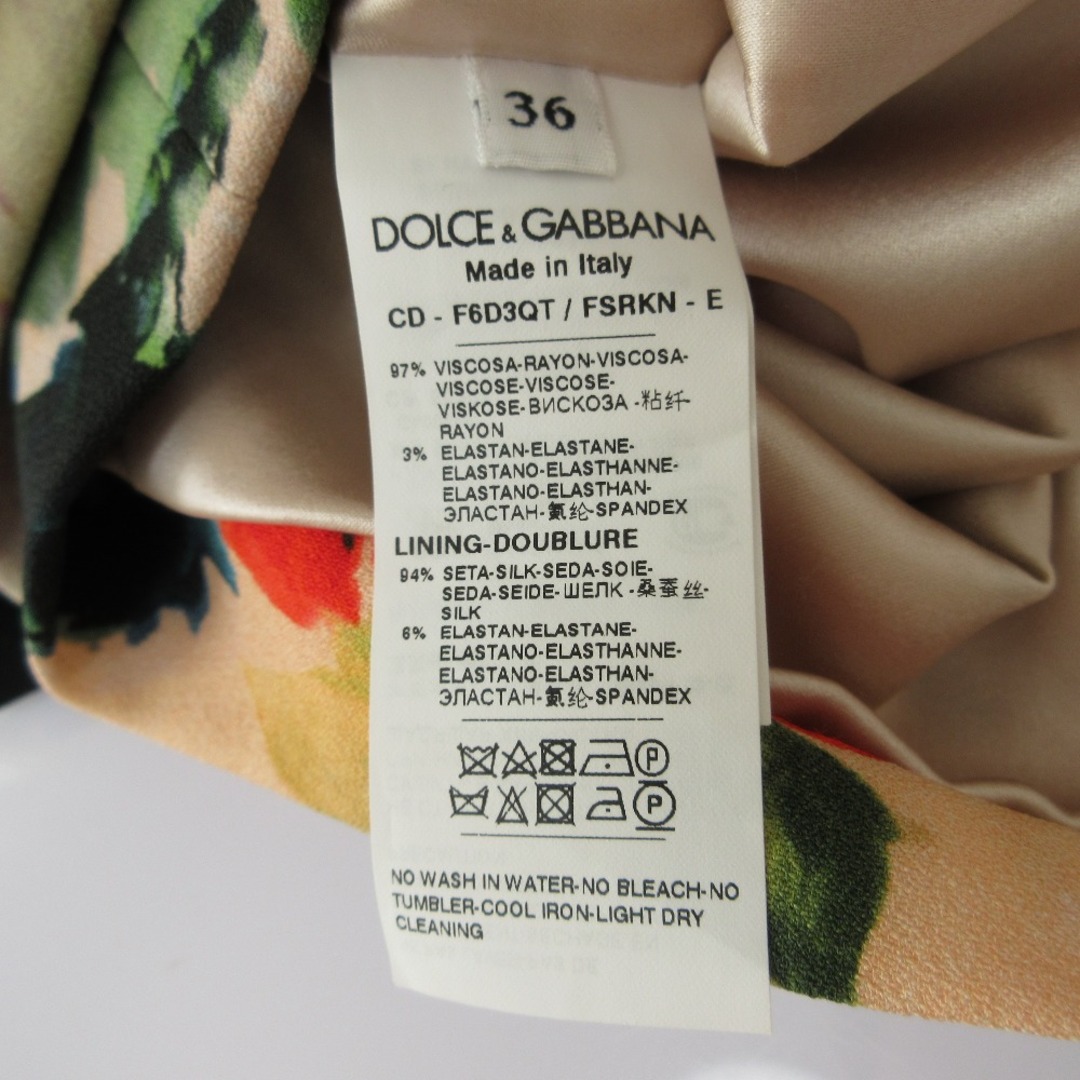 36
DOLCE & GABBANA
Made in Italy
CD - F6D3QT / FSRKN - E
97% VISCOSA-RAYON-VISCOSA-
VISCOSE-VISCOSE-
VISKOSE-ВИСКОЗА -粘纤-
RAYON
3% ELASTAN-ELASTANE-
ELASTANO-ELASTHANNE-
ELASTANO-ELASTHAN-
ЭЛАСТАН-氨纶-SPANDEX
LINING-DOUBLURE
94% SETA-SILK-SEDA-SOIE-
SEDA-SEIDE-ШЕЛК -桑蚕丝-
SILK
6% ELASTAN-ELASTANE-
ELASTANO-ELASTHANNE-
ELASTANO-ELASTHAN-
ЭЛАСТАН-氨纶-SPANDEX
P
P
NO WASH IN WATER-NO BLEACH-NO
TUMBLER-COOL IRON-LIGHT DRY
CLEANING